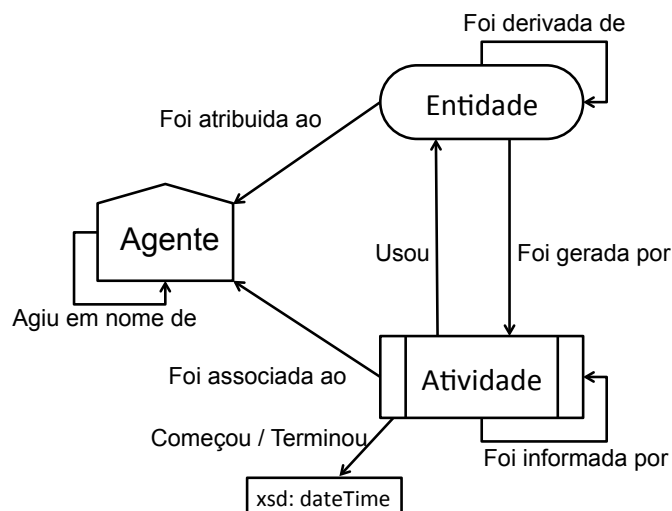 Foi derivada de
Entidade
Foi atribuida ao
Agente
Usou
Foi gerada por
Agiu em nome de
Foi associada ao
Atividade
Começou / Terminou
Foi informada por
xsd: dateTime